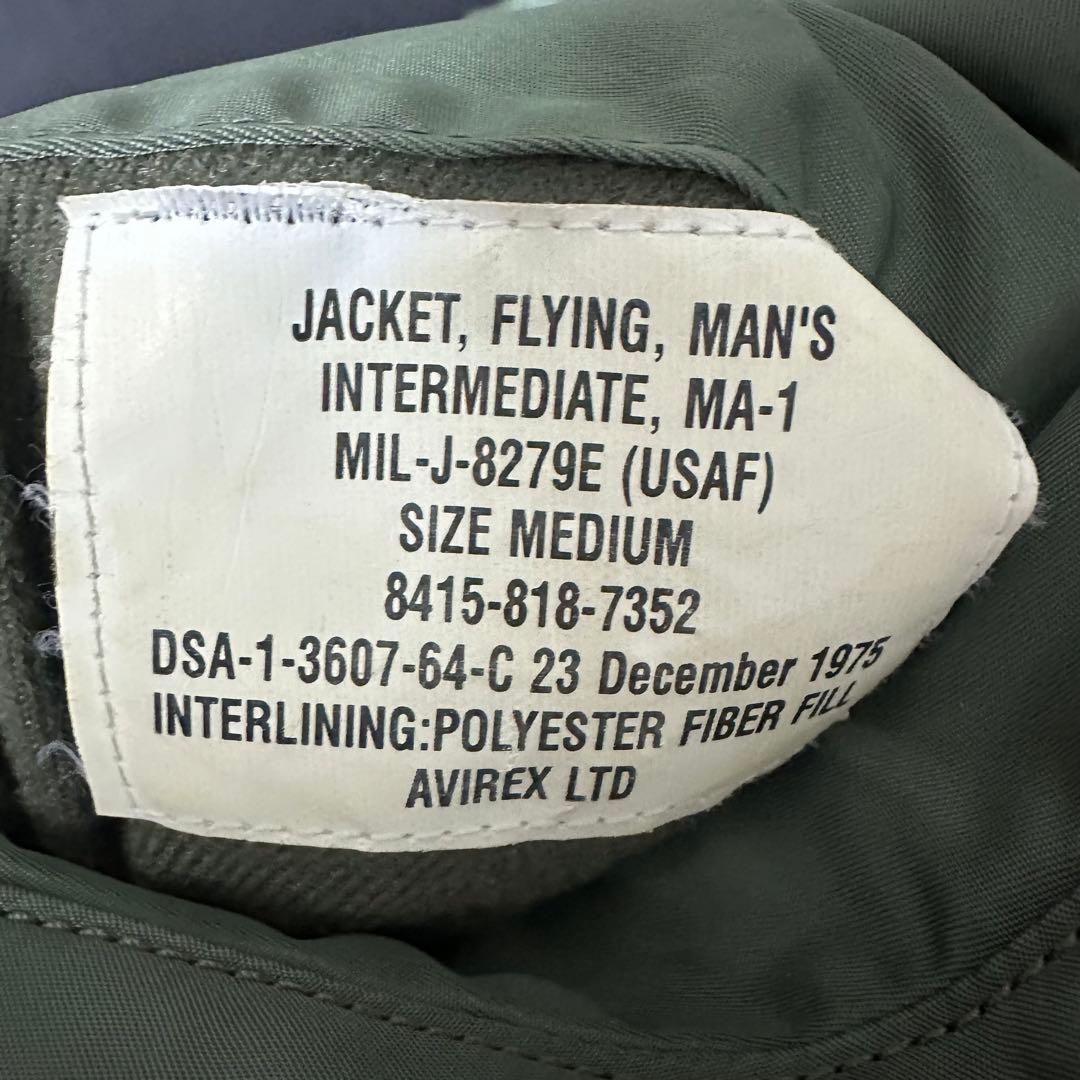 JACKET, FLYING, MAN'S
INTERMEDIATE, MA-1
MIL-J-8279E (USAF)
SIZE MEDIUM
8415-818-7352
DSA-1-3607-64-C 23 December 1975
INTERLINING:POLYESTER FIBER FILL
AVIREX LTD